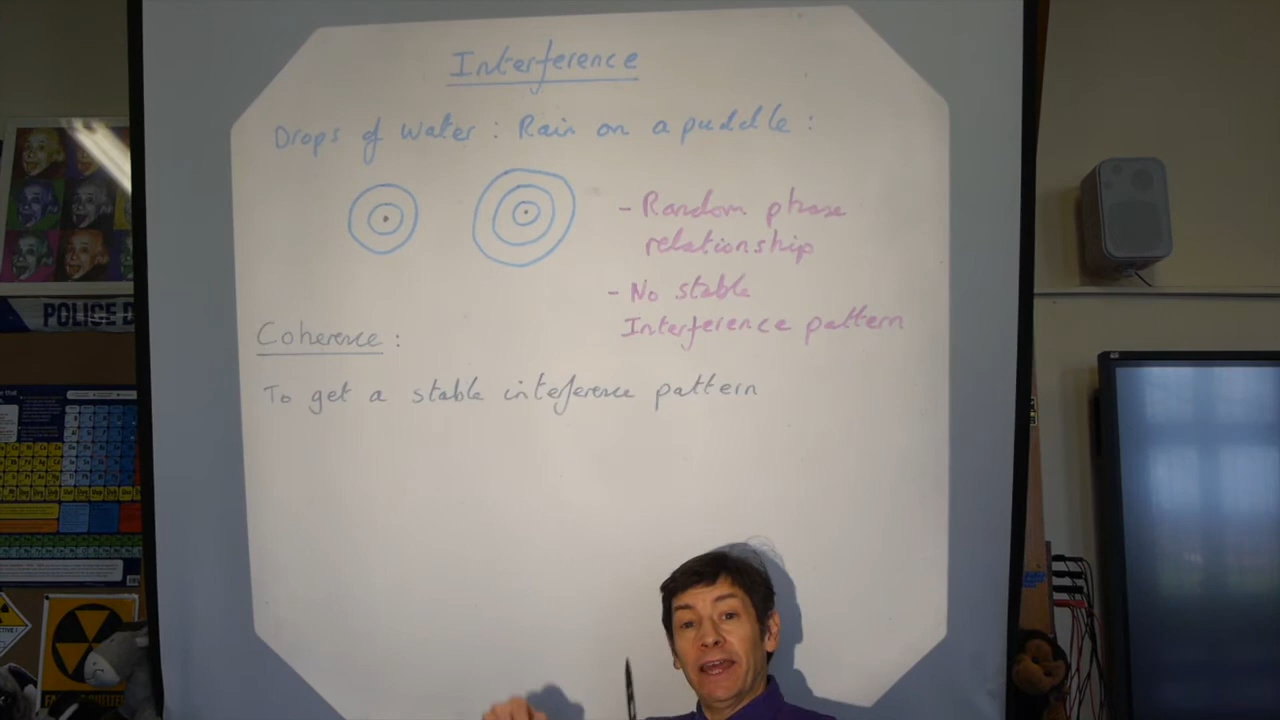 Interference
Drops of Water : Rain on a puddle :
- Random phase
relationship
- No stable
Interference pattern
Coherence :
To get a stable interference pattern
POLICE D